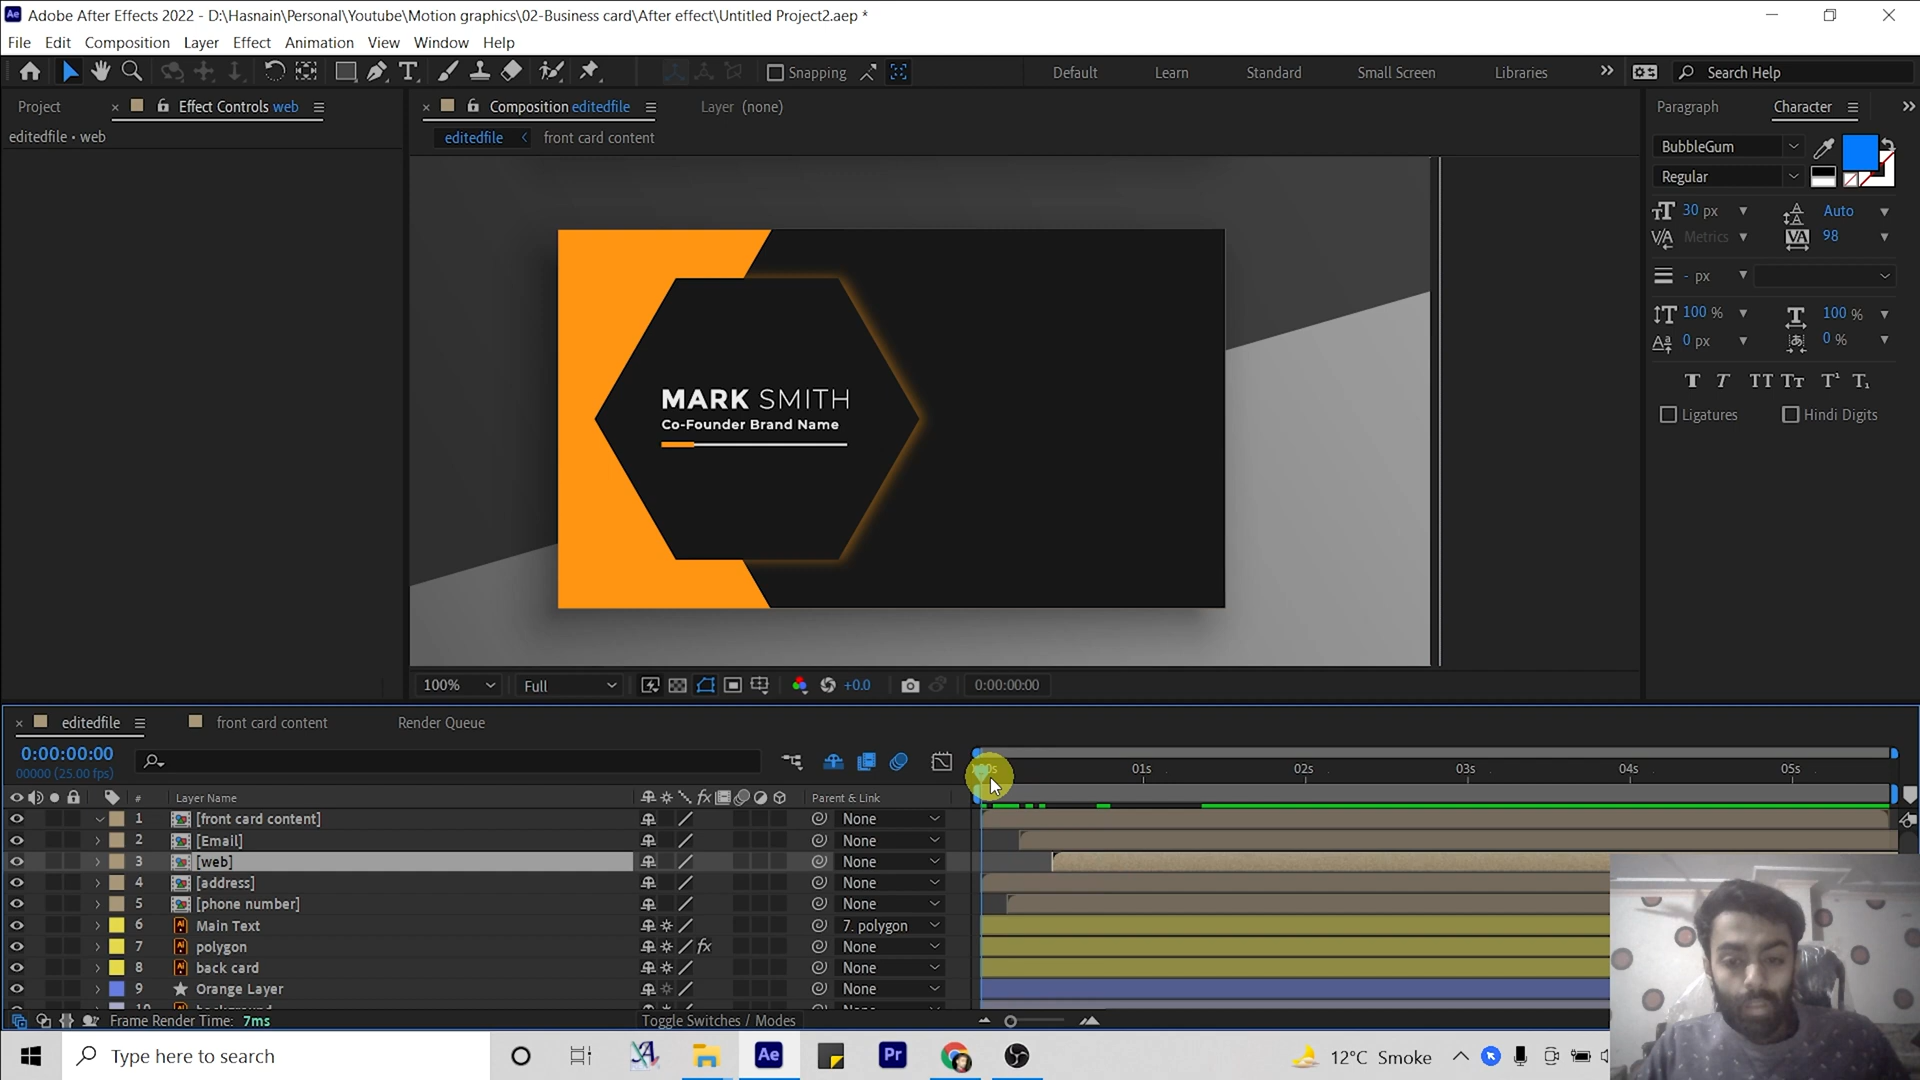 Adobe After Effects 2022 - D:\Hasnain\Personal\Youtube\Motion graphics\02-Business card\After effect\Untitled Project2.aep *
File Edit Composition Layer Effect Animation View Window Help
Snapping Default Learn Standard Small Screen Libraries Search Help
Project Effect Controls web Composition editedfile Layer (none) Paragraph Character
editedfile • web
editedfile front card content
BubbleGum
Regular
30 px Auto
Metrics 98
- px
100 % 100 %
0 px 0 %
Ligatures Hindi Digits
MARK SMITH
Co-Founder Brand Name
100% Full +0.0 0:00:00:00
editedfile front card content Render Queue
0:00:00:00
00000 (25.00 fps)
01s 02s 03s 04s 05s
# Layer Name Parent & Link
1 [front card content] None
2 [Email] None
3 [web] None
4 [address] None
5 [phone number] None
6 Main Text 7. polygon
7 polygon None
8 back card None
9 Orange Layer None
Frame Render Time: 7ms Toggle Switches / Modes
Type here to search Ae Pr 12°C Smoke